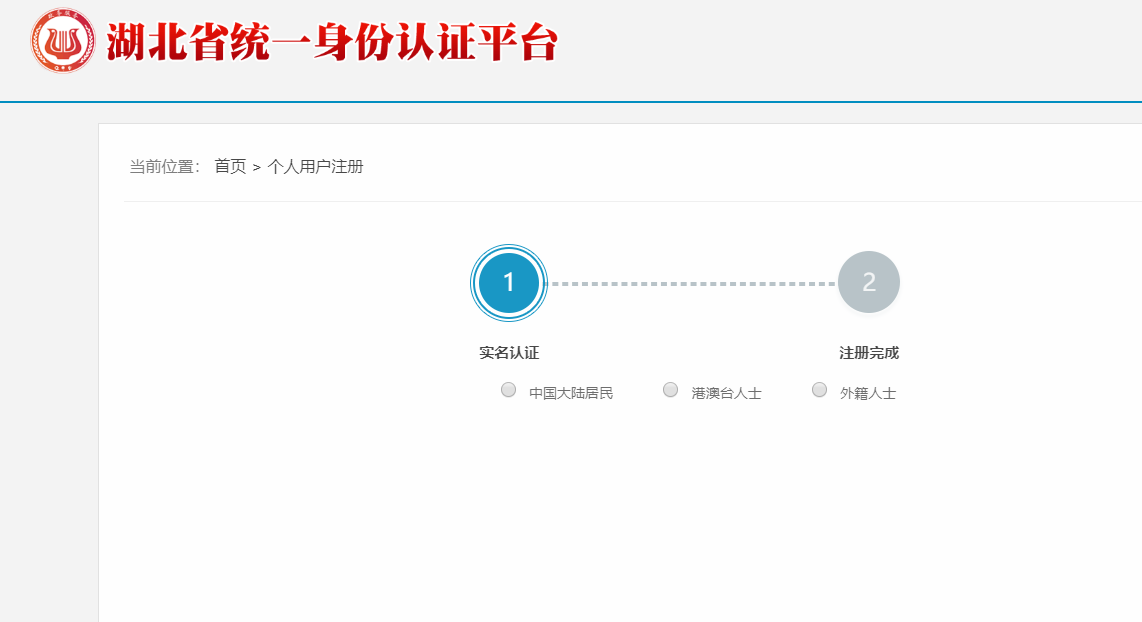 湖北省统一身份认证平台
当前位置： 首页 > 个人用户注册
1 2
实名认证 注册完成
中国大陆居民 港澳台人士 外籍人士